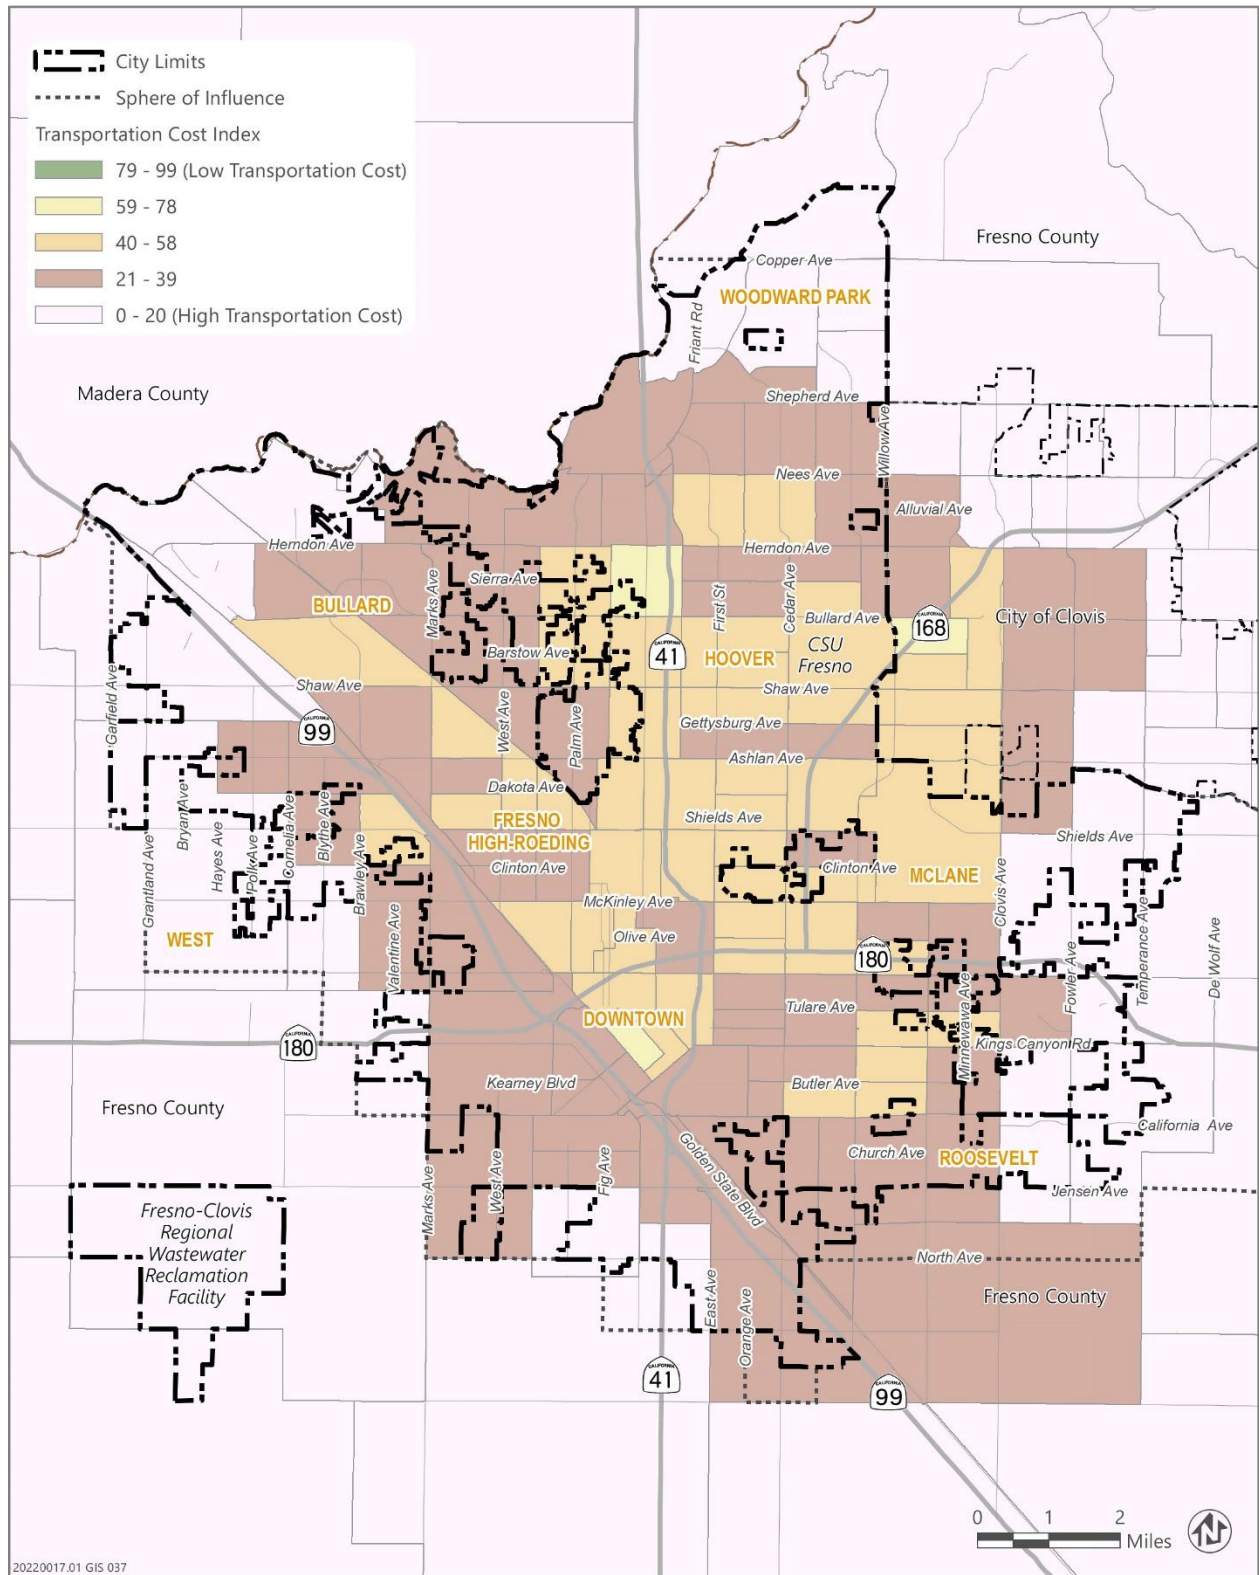 City Limits
Sphere of Influence
Transportation Cost Index
79 - 99 (Low Transportation Cost)
59 - 78
40 - 58
21 - 39
0 - 20 (High Transportation Cost)
Fresno County
Copper Ave
WOODWARD PARK
Friant Rd
Madera County
Shepherd Ave
Willow Ave
Nees Ave
Alluvial Ave
Herndon Ave
Herndon Ave
Sierra Ave
Marks Ave
BULLARD
First St
Cedar Ave
Bullard Ave
CALIFORNIA
168
City of Clovis
CALIFORNIA
41
HOOVER
CSU
Fresno
Barstow Ave
Shaw Ave
Shaw Ave
Garfield Ave
CALIFORNIA
99
West Ave
Palm Ave
Gettysburg Ave
Ashlan Ave
Dakota Ave
Bryan Ave
Hayes Ave
Polk Ave
Cornelia Ave
Blythe Ave
Grantland Ave
Brawley Ave
FRESNO
HIGH-ROEDING
Shields Ave
Shields Ave
Clinton Ave
Clinton Ave
MCLANE
Clovis Ave
McKinley Ave
WEST
Valentine Ave
Olive Ave
CALIFORNIA
180
Fowler Ave
Temperance Ave
De Wolf Ave
Tulare Ave
Minnewawa Ave
DOWNTOWN
CALIFORNIA
180
Kings Canyon Rd
Kearney Blvd
Butler Ave
Fresno County
California Ave
Church Ave
ROOSEVELT
Golden State Blvd
Marks Ave
West Ave
Fig Ave
Jensen Ave
Fresno-Clovis
Regional
Wastewater
Reclamation
Facility
North Ave
East Ave
Orange Ave
Fresno County
CALIFORNIA
41
CALIFORNIA
99
0 1 2
Miles
N
20220017.01 GIS 037